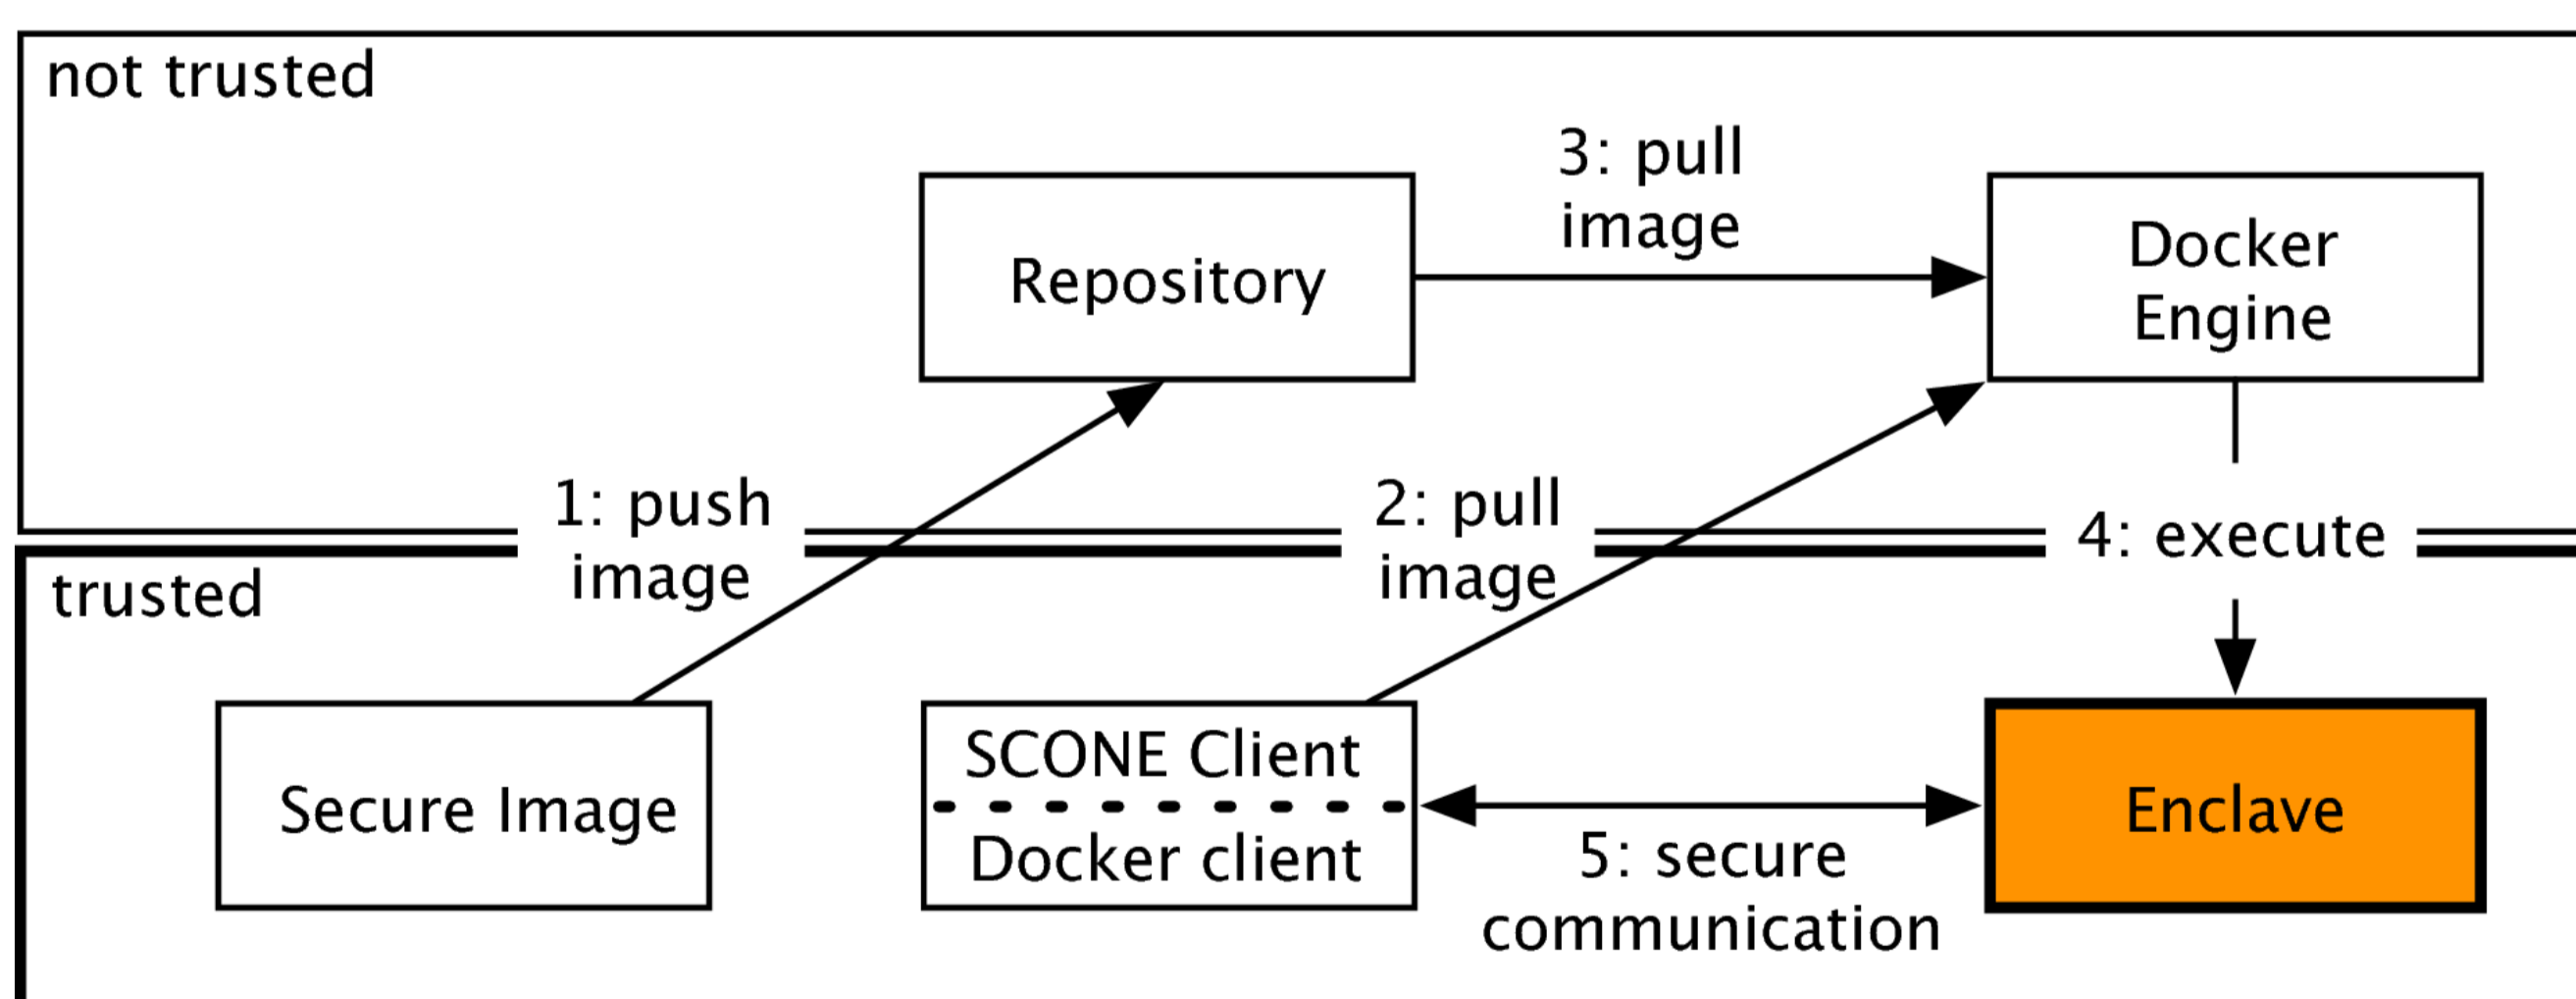 not trusted
3: pull
image
Repository
Docker
Engine
1: push
image
2: pull
image
4: execute
trusted
Secure Image
SCONE Client
Docker client
Enclave
5: secure
communication